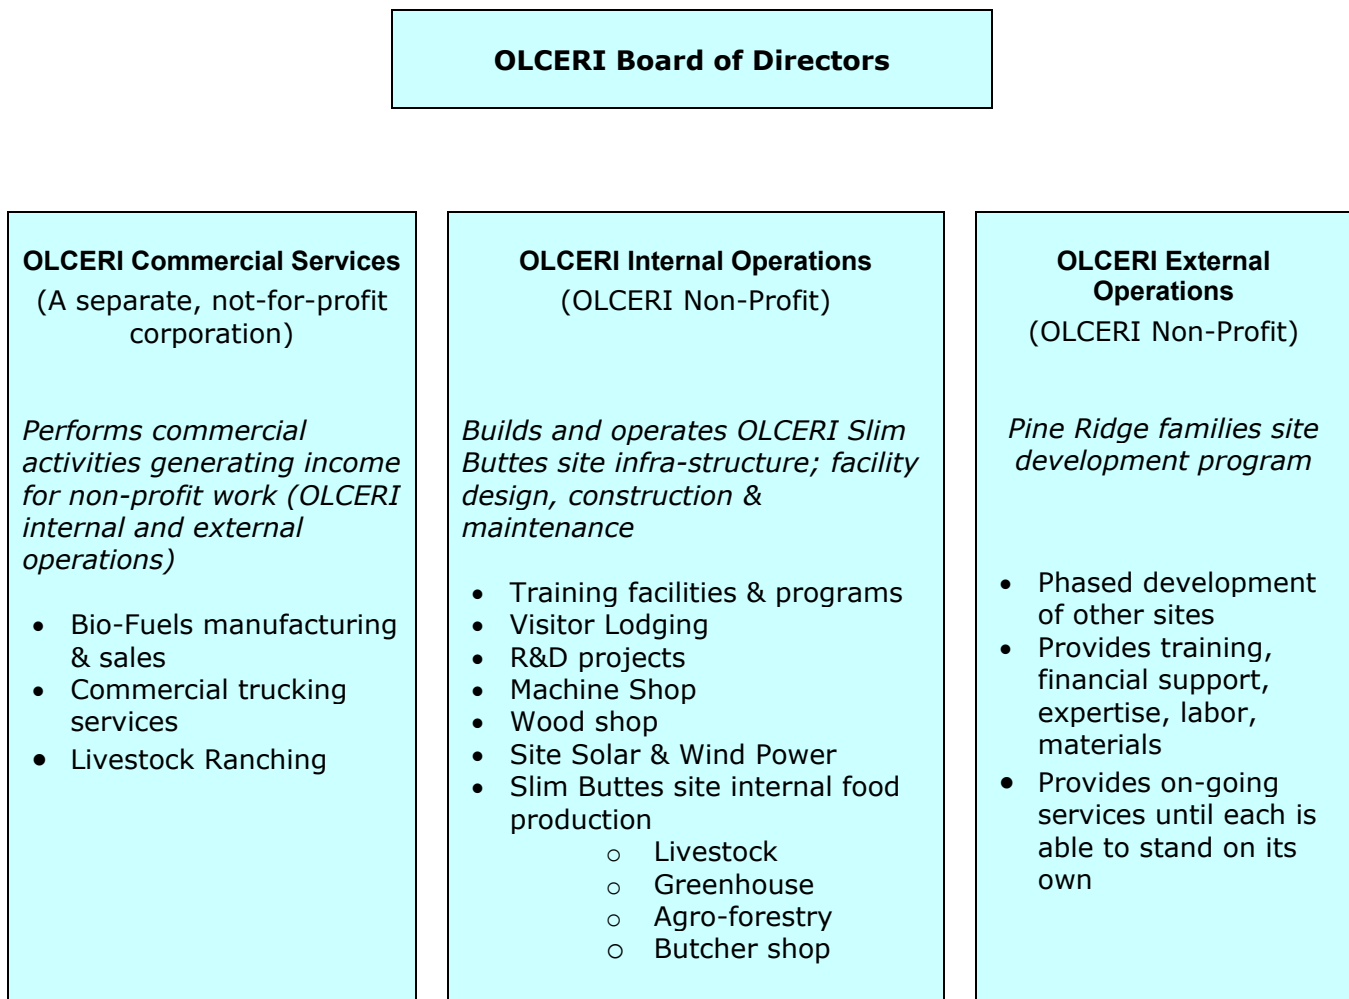 OLCERI Board of Directors
OLCERI Commercial Services
(A separate, not-for-profit
corporation)
Performs commercial
activities generating income
for non-profit work (OLCERI
internal and external
operations)
• Bio-Fuels manufacturing
& sales
• Commercial trucking
services
• Livestock Ranching
OLCERI Internal Operations
(OLCERI Non-Profit)
Builds and operates OLCERI Slim
Buttes site infra-structure; facility
design, construction &
maintenance
• Training facilities & programs
• Visitor Lodging
• R&D projects
• Machine Shop
• Wood shop
• Site Solar & Wind Power
• Slim Buttes site internal food
production
o Livestock
o Greenhouse
o Agro-forestry
o Butcher shop
OLCERI External
Operations
(OLCERI Non-Profit)
Pine Ridge families site
development program
• Phased development
of other sites
• Provides training,
financial support,
expertise, labor,
materials
• Provides on-going
services until each is
able to stand on its
own